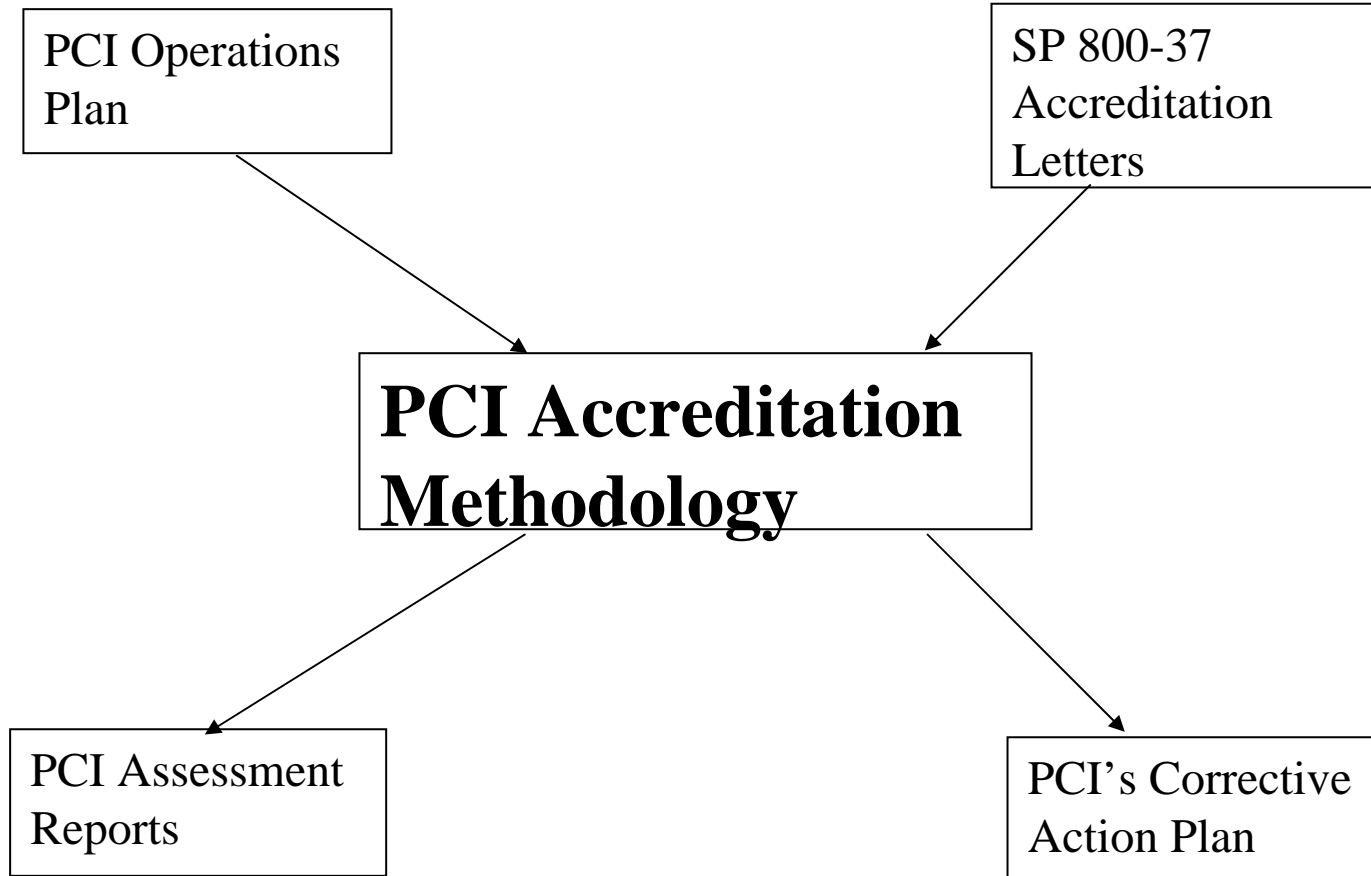 PCI Operations
Plan
SP 800-37
Accreditation
Letters
PCI Accreditation
Methodology
PCI Assessment
Reports
PCI’s Corrective
Action Plan